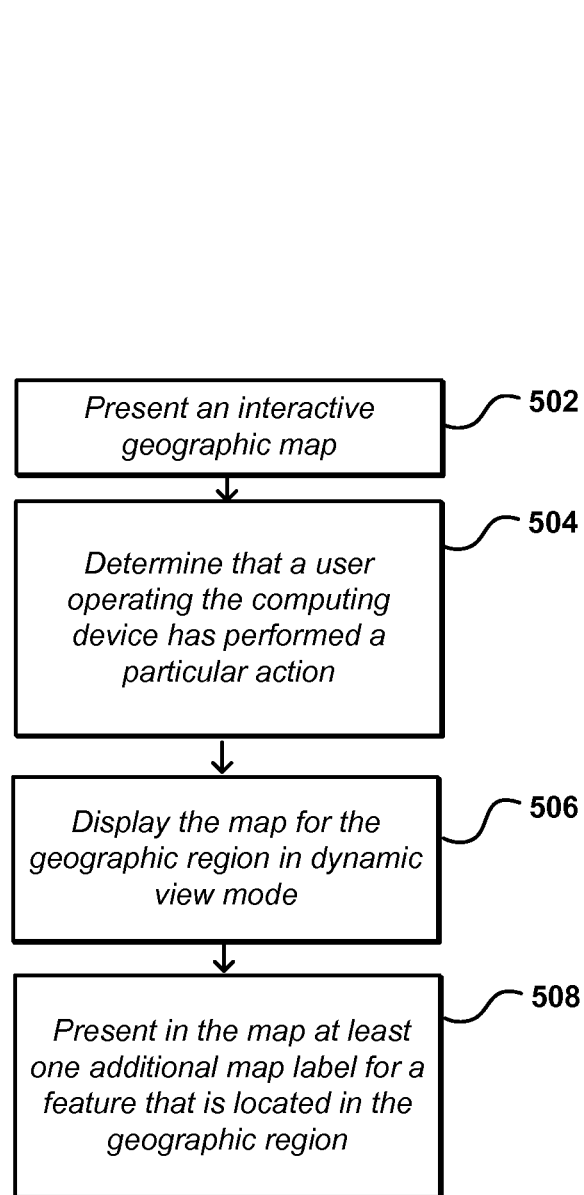 Present an interactive
geographic map
502
Determine that a user
operating the computing
device has performed a
particular action
504
Display the map for the
geographic region in dynamic
view mode
506
Present in the map at least
one additional map label for a
feature that is located in the
geographic region
508